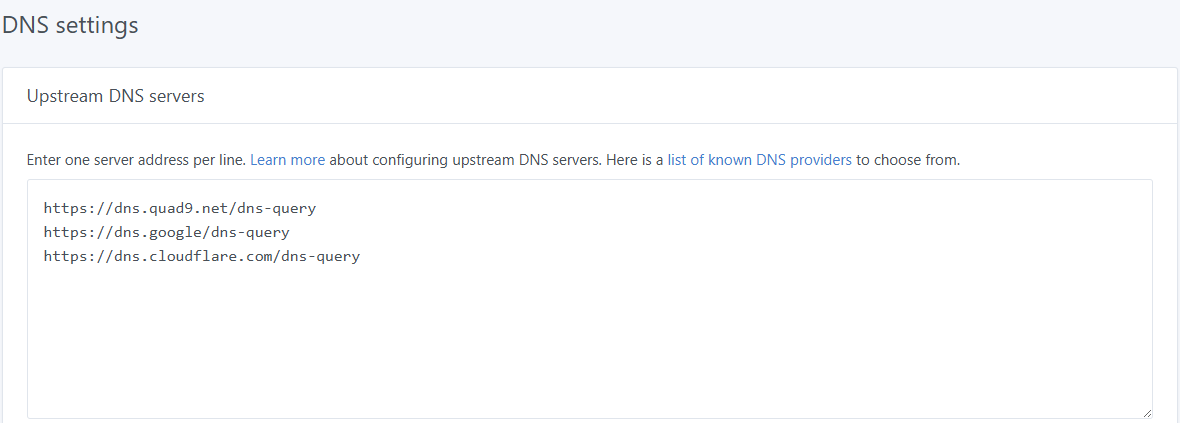 DNS settings
Upstream DNS servers
Enter one server address per line. Learn more about configuring upstream DNS servers. Here is a list of known DNS providers to choose from.
https://dns.quad9.net/dns-query
https://dns.google/dns-query
https://dns.cloudflare.com/dns-query